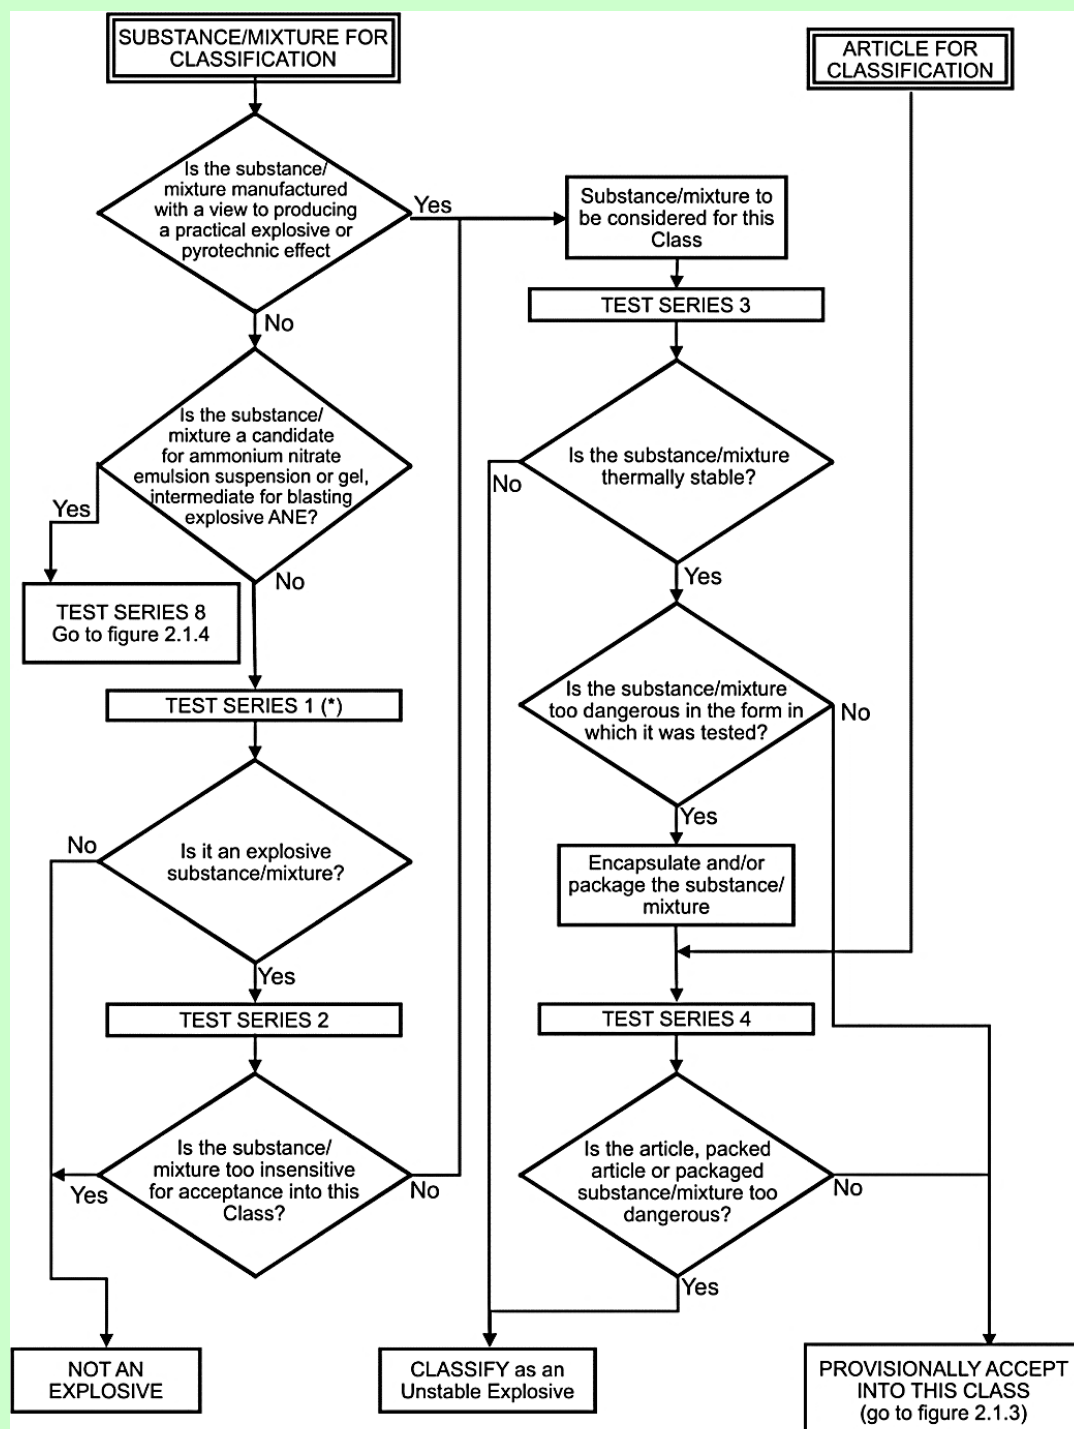 SUBSTANCE/MIXTURE FOR
CLASSIFICATION
ARTICLE FOR
CLASSIFICATION
Is the substance/
mixture manufactured
with a view to producing
a practical explosive or
pyrotechnic effect
Yes
No
Substance/mixture to
be considered for this
Class
TEST SERIES 3
Is the substance/
mixture a candidate
for ammonium nitrate
emulsion suspension or gel,
intermediate for blasting
explosive ANE?
Yes
No
TEST SERIES 8
Go to figure 2.1.4
Is the substance/mixture
thermally stable?
No
Yes
TEST SERIES 1 (*)
Is the substance/mixture
too dangerous in the form in
which it was tested?
No
Yes
Is it an explosive
substance/mixture?
No
Yes
Encapsulate and/or
package the substance/
mixture
TEST SERIES 2
TEST SERIES 4
Is the substance/
mixture too insensitive
for acceptance into this
Class?
Yes
No
Is the article, packed
article or packaged
substance/mixture too
dangerous?
No
Yes
NOT AN
EXPLOSIVE
CLASSIFY as an
Unstable Explosive
PROVISIONALLY ACCEPT
INTO THIS CLASS
(go to figure 2.1.3)